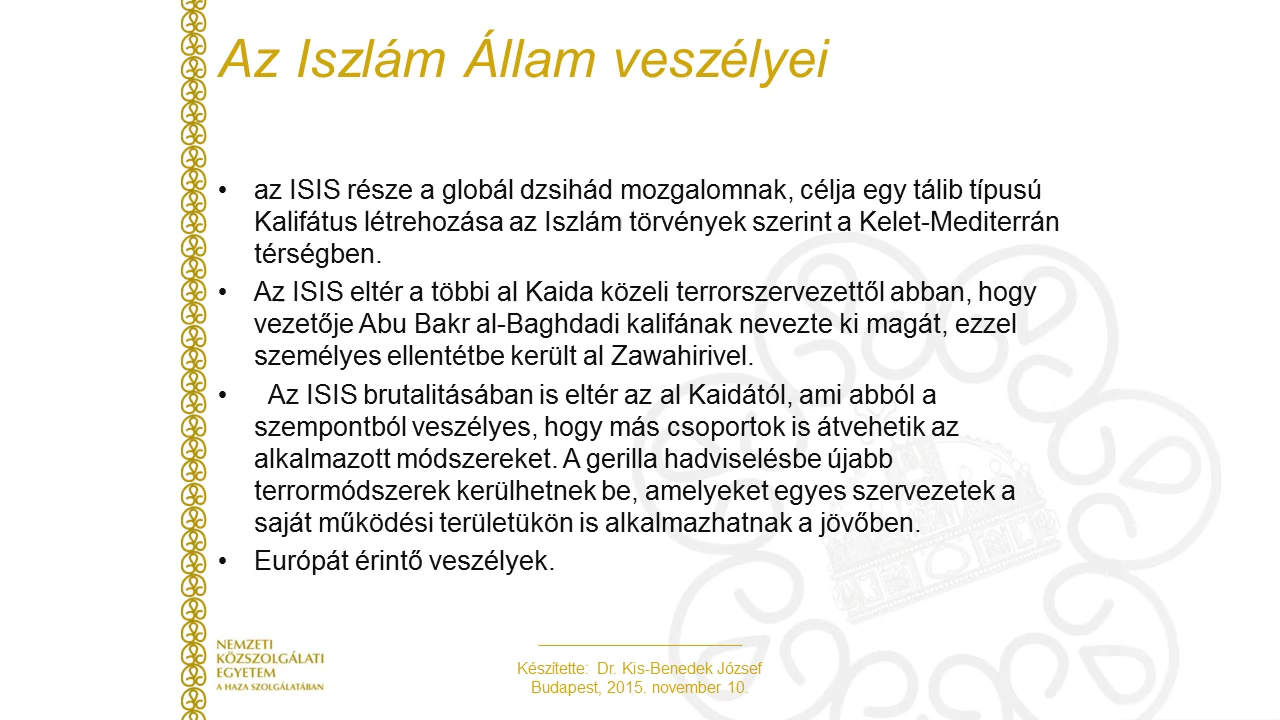 Az Iszlám Állam veszélyei
• az ISIS része a globál dzsihád mozgalomnak, célja egy tálib típusú
Kalifátus létrehozása az Iszlám törvények szerint a Kelet-Mediterrán
térségben.
• Az ISIS eltér a többi al Kaida közeli terrorszervezettől abban, hogy
vezetője Abu Bakr al-Baghdadi kalifának nevezte ki magát, ezzel
személyes ellentétbe került al Zawahirivel.
• Az ISIS brutalitásában is eltér az al Kaidától, ami abból a
szempontból veszélyes, hogy más csoportok is átvehetik az
alkalmazott módszereket. A gerilla hadviselésbe újabb
terrormódszerek kerülhetnek be, amelyeket egyes szervezetek a
saját működési területükön is alkalmazhatnak a jövőben.
• Európát érintő veszélyek.
NEMZETI
KÖZSZOLGÁLATI
EGYETEM
A HAZA SZOLGÁLATÁBAN
Készítette: Dr. Kis-Benedek József
Budapest, 2015. november 10.